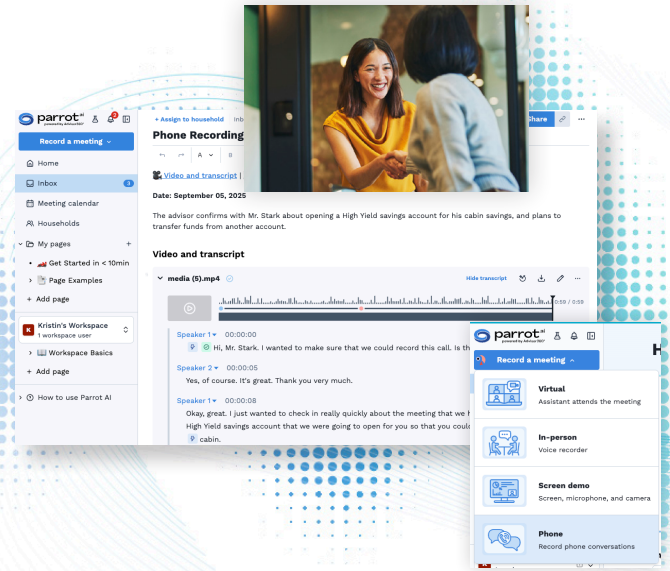 parrot ai
powered by AdvisorSED
2
Record a meeting
Home
Inbox
3
Meeting calendar
Households
My pages
Get Started in < 10min
Page Examples
+ Add page
K
Kristin's Workspace
1 workspace user
Workspace Basics
+ Add page
How to use Parrot AI
+ Assign to household
Share
Phone Recording
A
B
Video and transcript |
Date: September 05, 2025
The advisor confirms with Mr. Stark about opening a High Yield savings account for his cabin savings, and plans to
transfer funds from another account.
Video and transcript
media (5).mp4
Hide transcript
0:59 / 0:59
Speaker 1 00:00:00
Hi, Mr. Stark. I wanted to make sure that we could record this call. Is
Speaker 2 00:00:05
Yes, of course. It's great. Thank you very much.
Speaker 1 00:00:08
Okay, great. I just wanted to check in really quickly about the meeting that we
High Yield savings account that we were going to open for you so that you could
cabin.
parrot ai
Record a meeting
Virtual
Assistant attends the meeting
In-person
Voice recorder
Screen demo
Screen, microphone, and camera
Phone
Record phone conversations